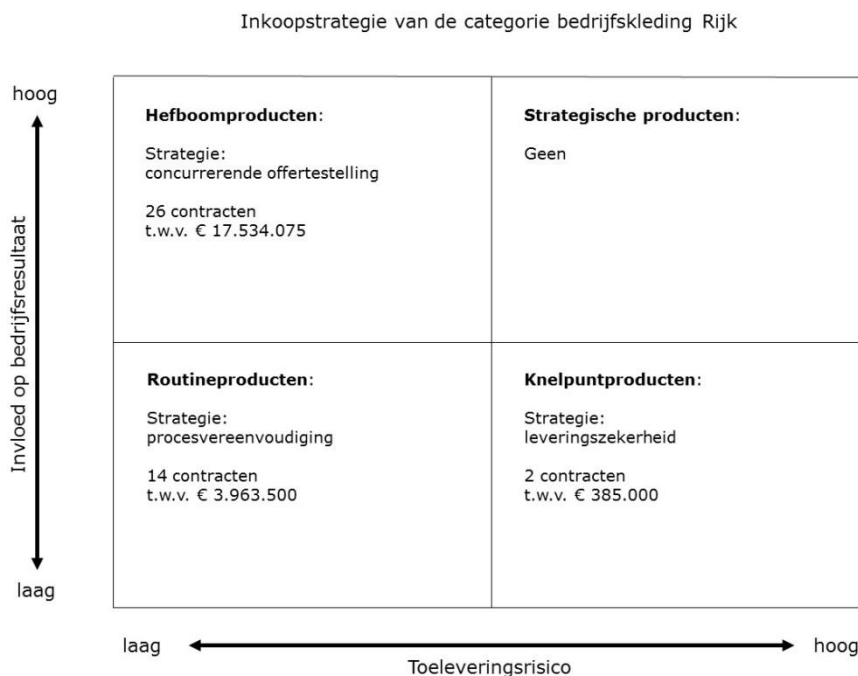 Inkoopstrategie van de categorie bedrijfskleding Rijk
hoog
Invloed op bedrijfsresultaat
laag
Hefboomproducten:
Strategie:
concurrerende offertestelling
26 contracten
t.w.v. € 17.534.075
Strategische producten:
Geen
Routineproducten:
Strategie:
procesvereenvoudiging
14 contracten
t.w.v. € 3.963.500
Knelpuntproducten:
Strategie:
leveringszekerheid
2 contracten
t.w.v. € 385.000
laag
hoog
Toeleveringsrisico